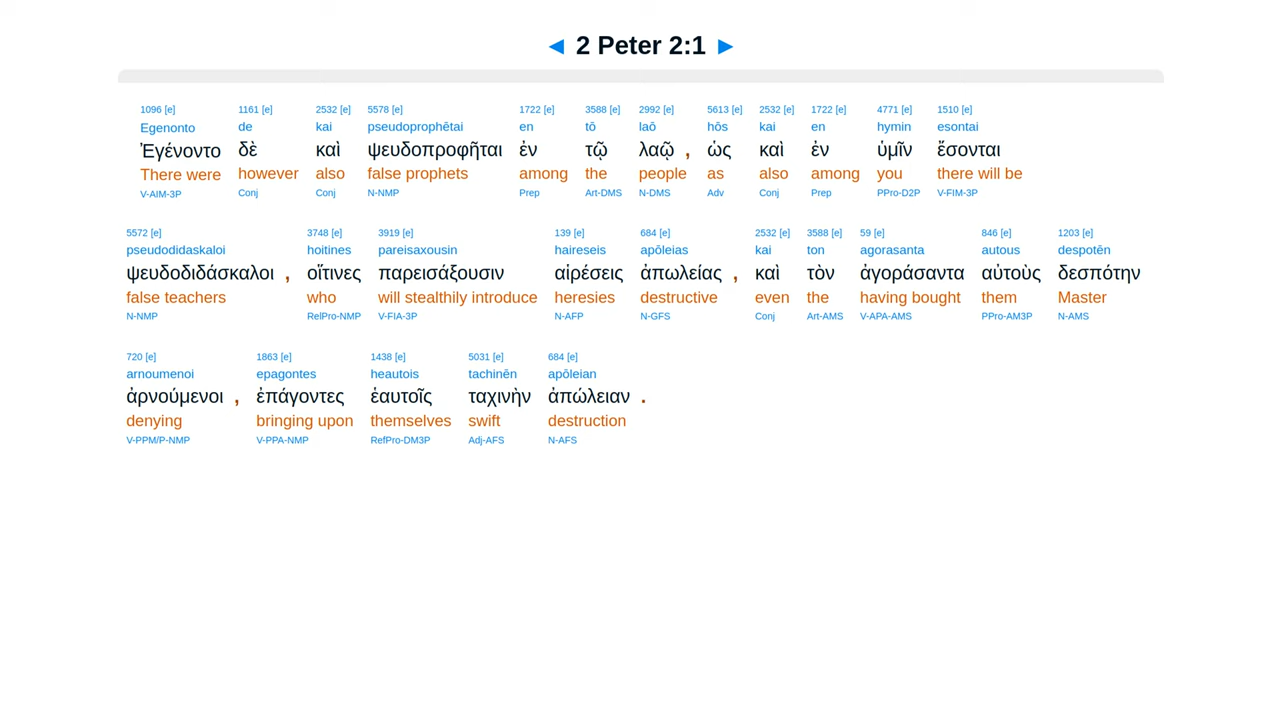 ◄ 2 Peter 2:1 ►
1096 [e] 1161 [e] 2532 [e] 5578 [e] 1722 [e] 3588 [e] 2992 [e] 5613 [e] 2532 [e] 1722 [e] 4771 [e] 1510 [e]
Egenonto de kai pseudoprophētai en tō laō hōs kai en hymin esontai
Ἐγένοντο δὲ καὶ ψευδοπροφῆται ἐν τῷ λαῷ , ὡς καὶ ἐν ὑμῖν ἔσονται
There were however also false prophets among the people as also among you there will be
V-AIM-3P Conj Conj N-NMP Prep Art-DMS N-DMS Adv Conj Prep PPro-D2P V-FIM-3P
5572 [e] 3748 [e] 3919 [e] 139 [e] 684 [e] 2532 [e] 3588 [e] 59 [e] 846 [e] 1203 [e]
pseudodidaskaloi hoitines pareisaxousin haireseis apōleias kai ton agorasanta autous despotēn
ψευδοδιδάσκαλοι , οἵτινες παρεισάξουσιν αἱρέσεις ἀπωλείας , καὶ τὸν ἀγοράσαντα αὐτοὺς δεσπότην
false teachers who will stealthily introduce heresies destructive even the having bought them Master
N-NMP RelPro-NMP V-FIA-3P N-AFP N-GFS Conj Art-AMS V-APA-AMS PPro-AM3P N-AMS
720 [e] 1863 [e] 1438 [e] 5031 [e] 684 [e]
arnoumenoi epagontes heautois tachinēn apōleian
ἀρνούμενοι , ἐπάγοντες ἑαυτοῖς ταχινὴν ἀπώλειαν .
denying bringing upon themselves swift destruction
V-PPM/P-NMP V-PPA-NMP RefPro-DM3P Adj-AFS N-AFS